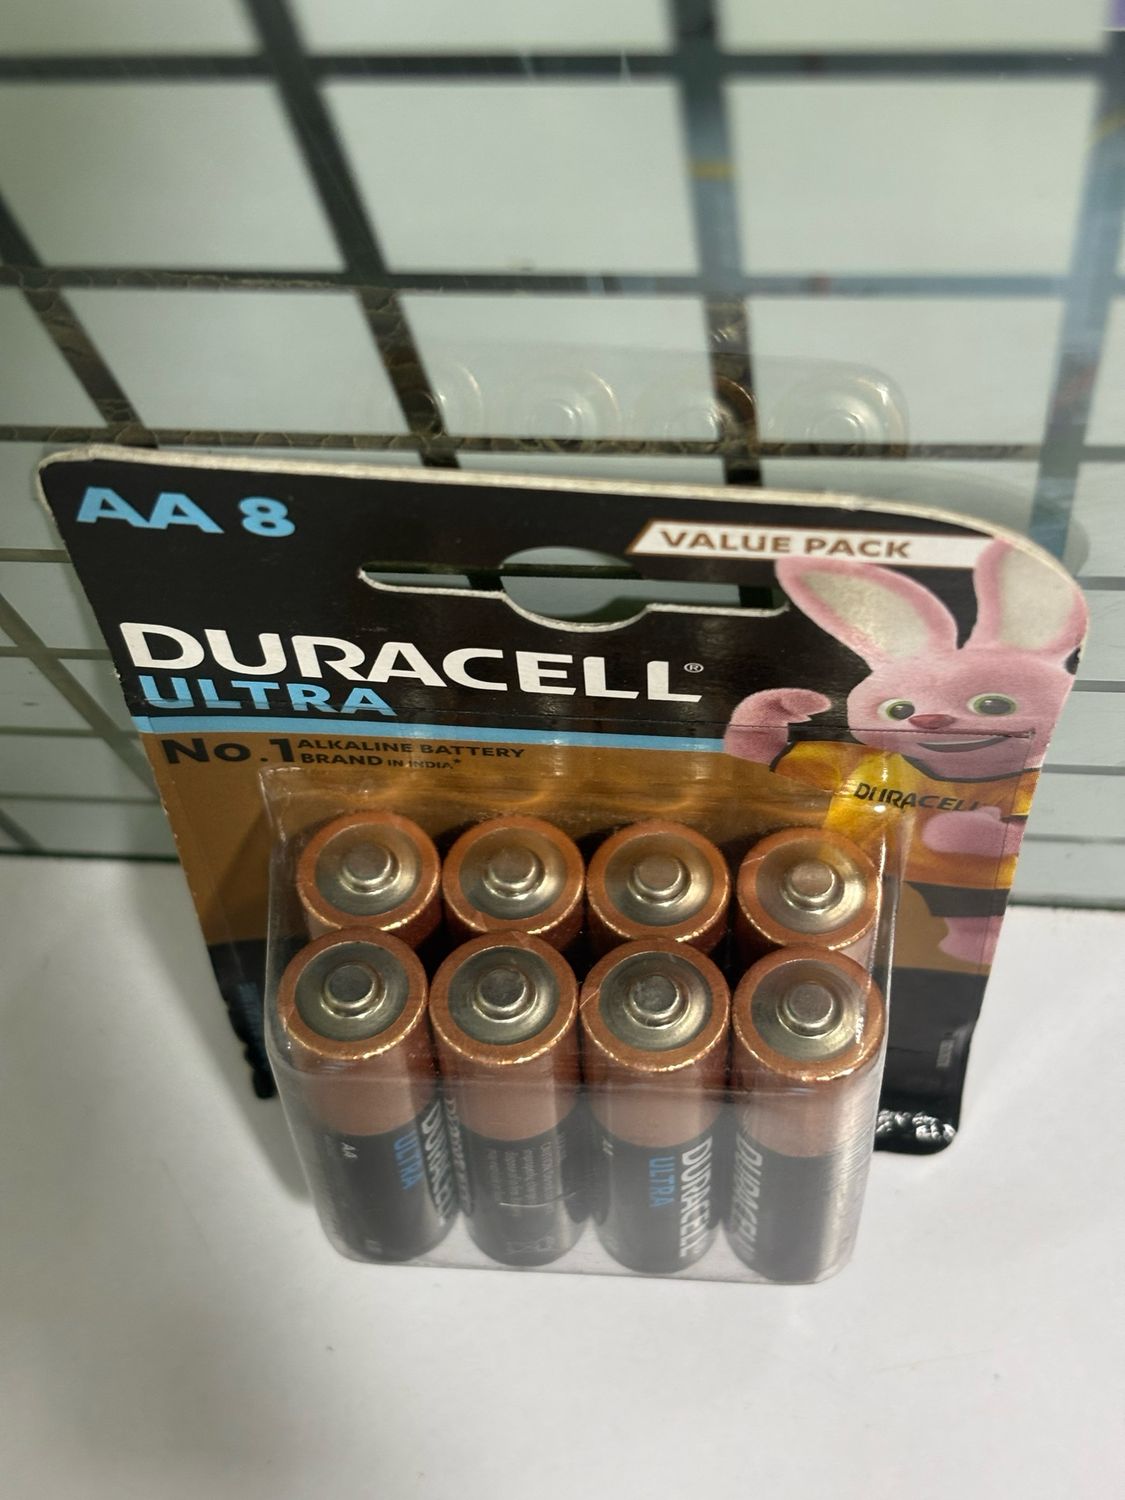 AA 8
VALUE PACK
DURACELL®
ULTRA
No.1 ALKALINE BATTERY
BRAND IN INDIA*
DURACELL
AA
DURACELL
ULTRA
DURACELL
ULTRA
DURACELL